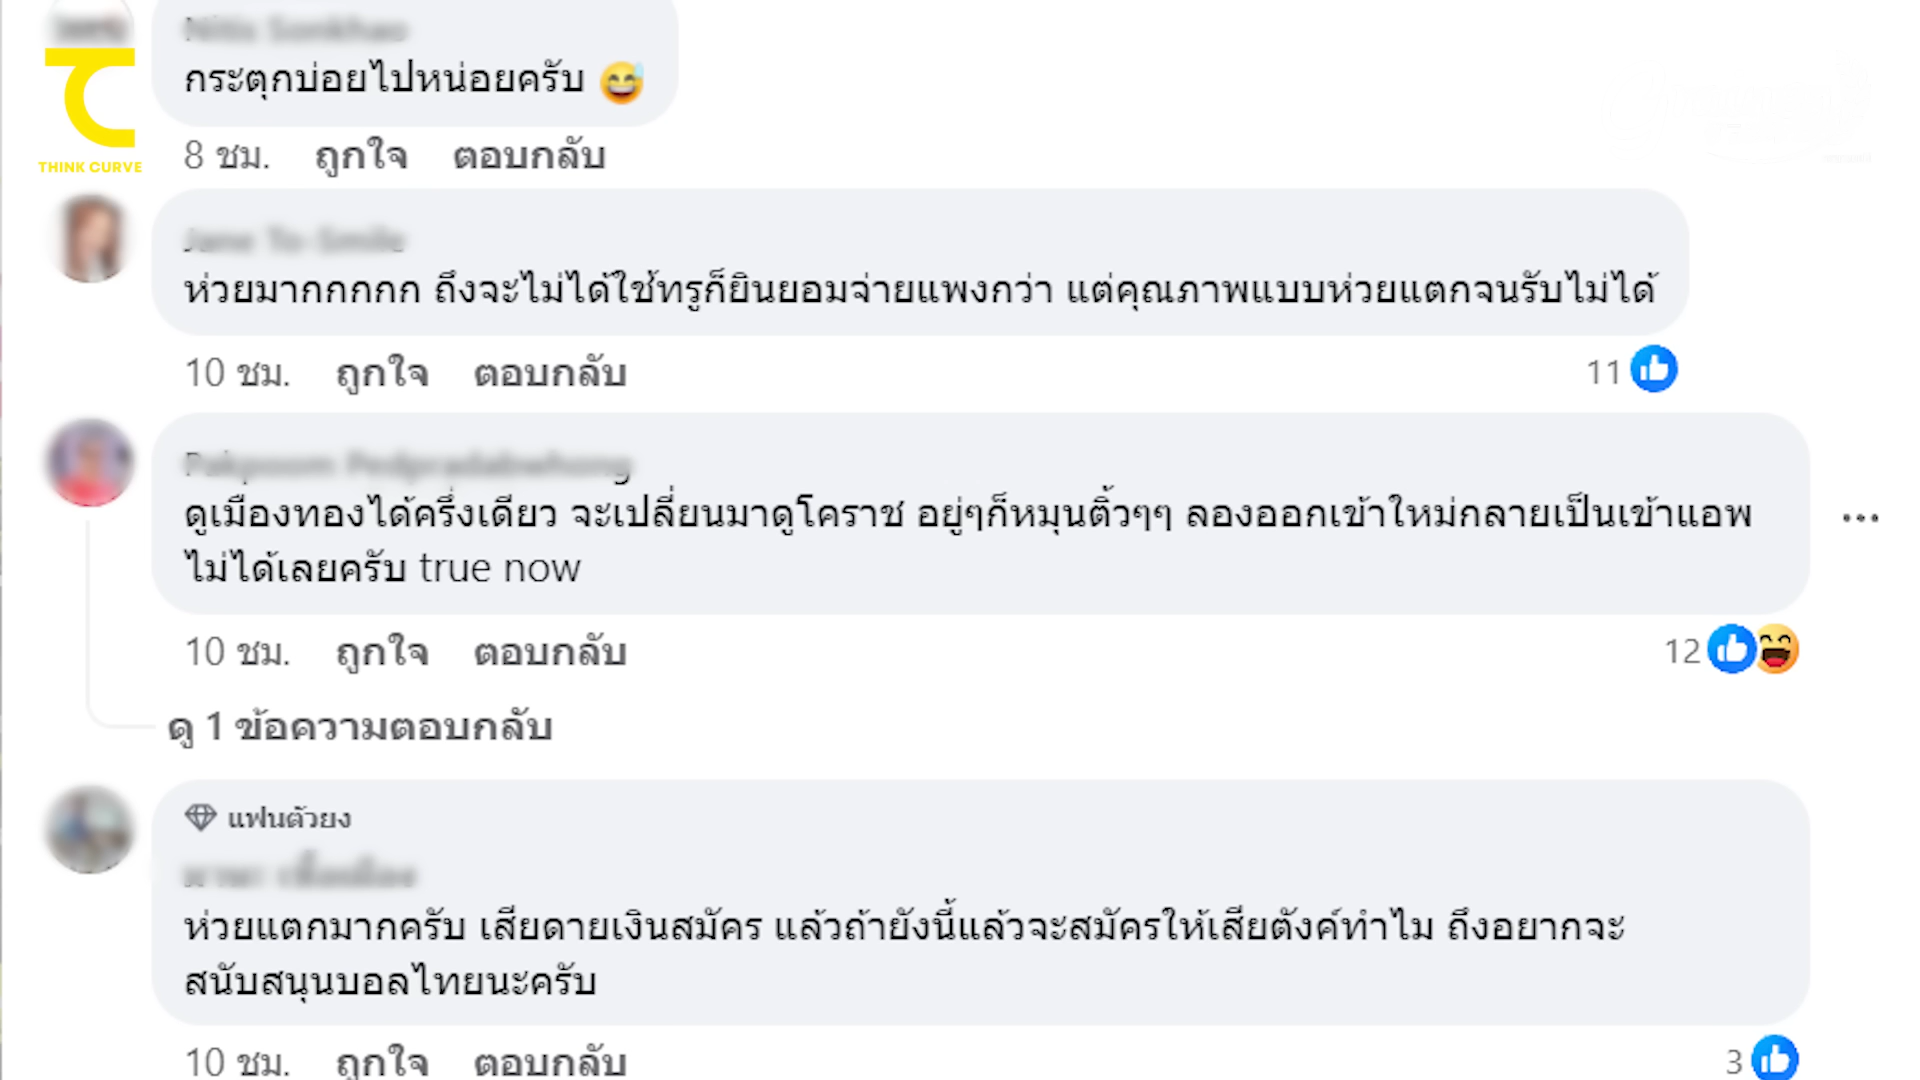 กระตุกบ่อยไปหน่อยครับ 😅
THINK CURVE
8 ชม. ถูกใจ ตอบกลับ
ห่วยมากกกกก ถึงจะไม่ได้ใช้ทรูก็ยินยอมจ่ายแพงกว่า แต่คุณภาพแบบห่วยแตกจนรับไม่ได้
10 ชม. ถูกใจ ตอบกลับ 11
ดูเมืองทองได้ครึ่งเดียว จะเปลี่ยนมาดูโคราช อยู่ๆก็หมุนติ้วๆๆ ลองออกเข้าใหม่กลายเป็นเข้าแอพ
ไม่ได้เลยครับ true now
10 ชม. ถูกใจ ตอบกลับ 12
ดู 1 ข้อความตอบกลับ
แฟนตัวยง
ห่วยแตกมากครับ เสียดายเงินสมัคร แล้วถ้ายังนี้แล้วจะสมัครให้เสียตังค์ทำไม ถึงอยากจะ
สนับสนุนบอลไทยนะครับ
10 ชม. ถูกใจ ตอบกลับ 3